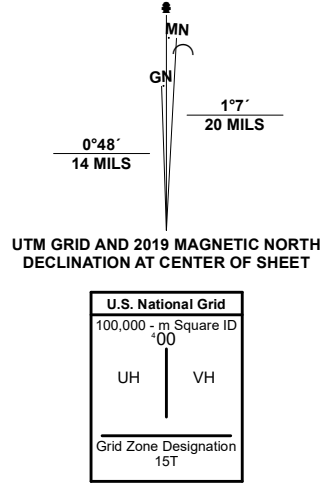 MN
GN
1°7´
20 MILS
0°48´
14 MILS
UTM GRID AND 2019 MAGNETIC NORTH
DECLINATION AT CENTER OF SHEET
U.S. National Grid
100,000 - m Square ID
⁴00
UH VH
Grid Zone Designation
15T